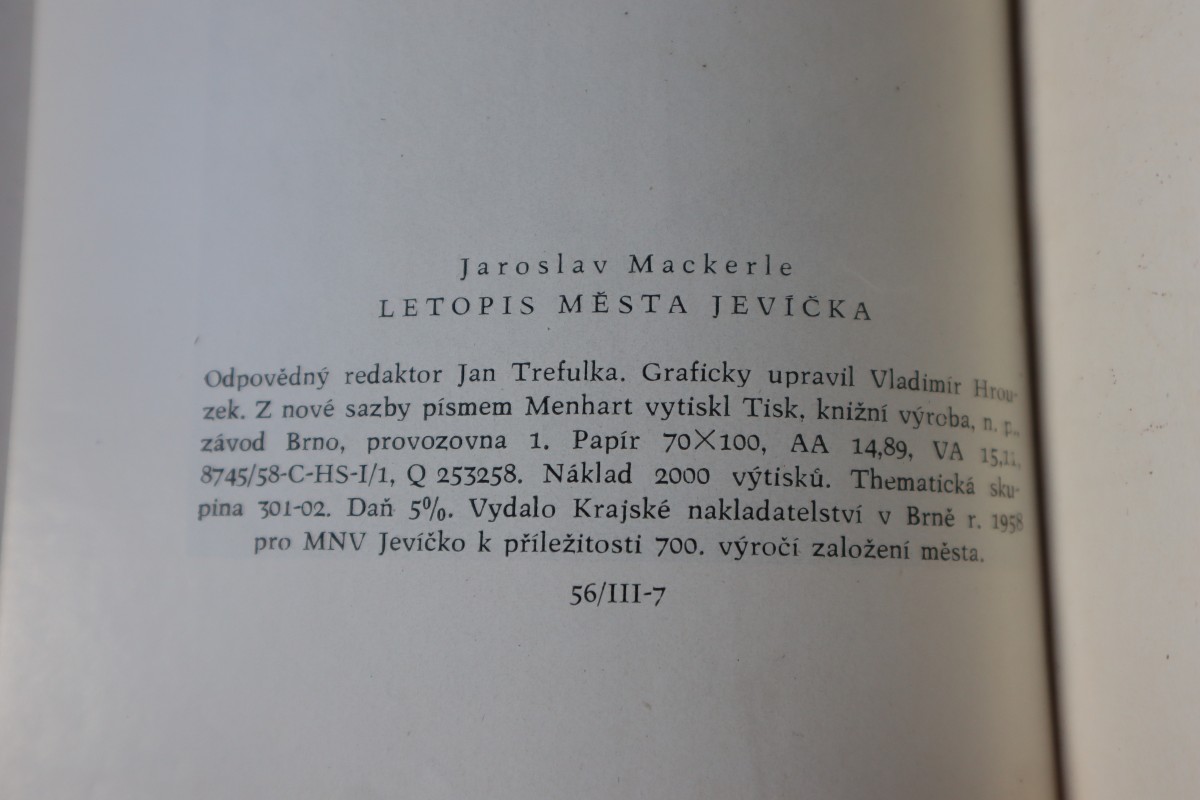 Jaroslav Mackerle
LETOPIS MĚSTA JEVÍČKA
Odpovědný redaktor Jan Trefulka. Graficky upravil Vladimír Hrou-
zek. Z nové sazby písmem Menhart vytiskl Tisk, knižní výroba, n. p.,
závod Brno, provozovna 1. Papír 70×100, AA 14,89, VA 15,11,
8745/58-C-HS-I/1, Q 253258. Náklad 2000 výtisků. Thematická sku-
pina 301-02. Daň 5%. Vydalo Krajské nakladatelství v Brně r. 1958
pro MNV Jevíčko k příležitosti 700. výročí založení města.
56/III-7